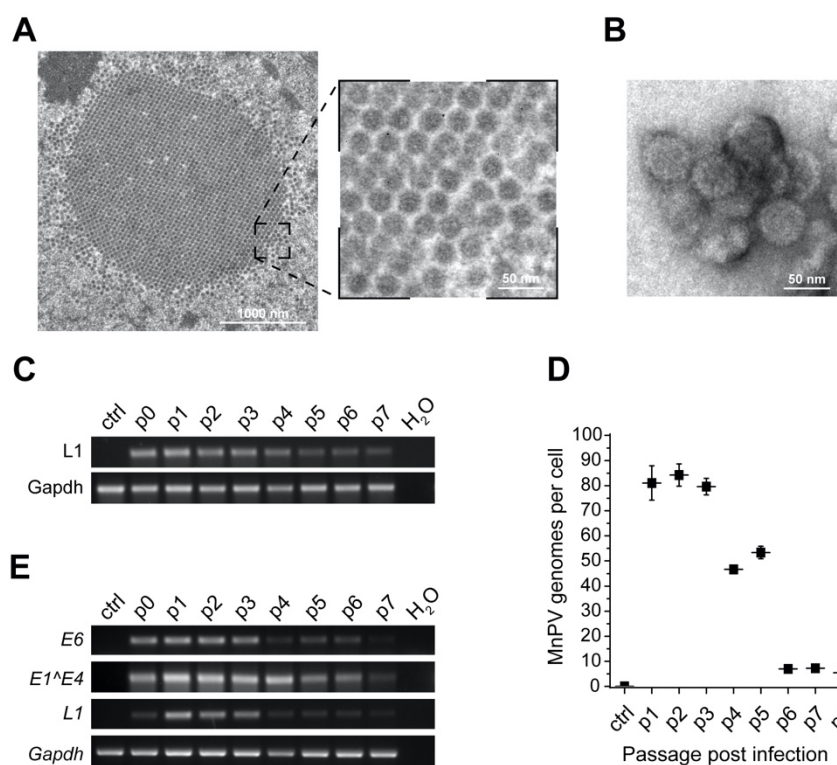 A
B
1000 nm
50 nm
50 nm
C
D
ctrl p0 p1 p2 p3 p4 p5 p6 p7 H₂O
L1
Gapdh
E
ctrl p0 p1 p2 p3 p4 p5 p6 p7 H₂O
E6
E1^E4
L1
Gapdh
MnPV genomes per cell
100
90
80
70
60
50
40
30
20
10
0
ctrl p1 p2 p3 p4 p5 p6 p7
Passage post infection